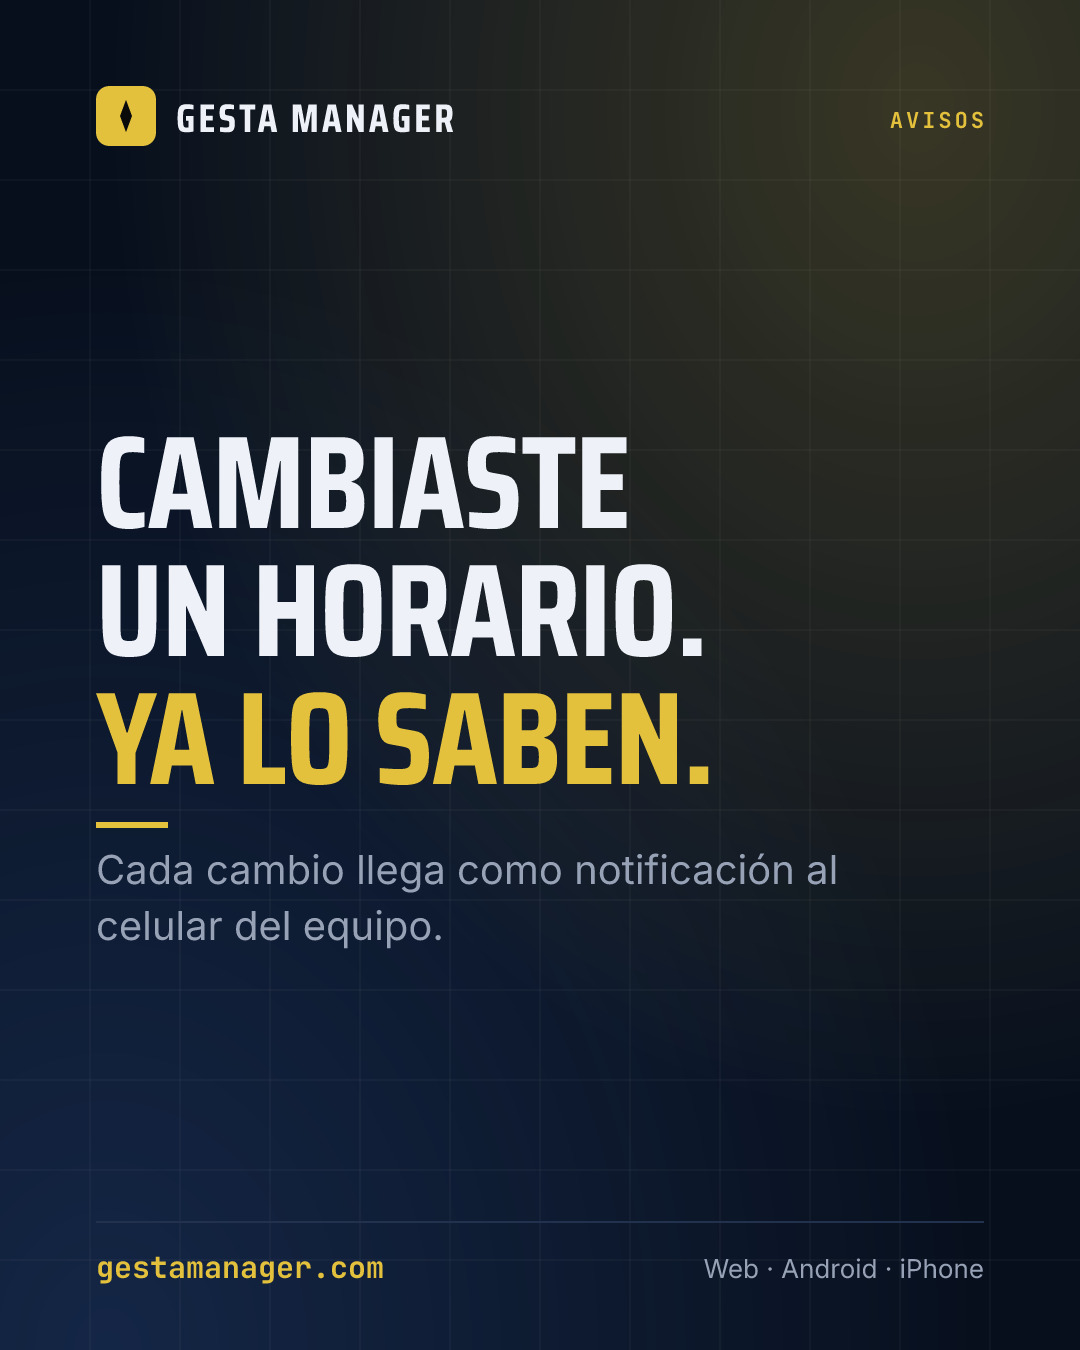 GESTA MANAGER
AVISOS
CAMBIASTE
UN HORARIO.
YA LO SABEN.
Cada cambio llega como notificación al
celular del equipo.
gestamanager.com
Web · Android · iPhone